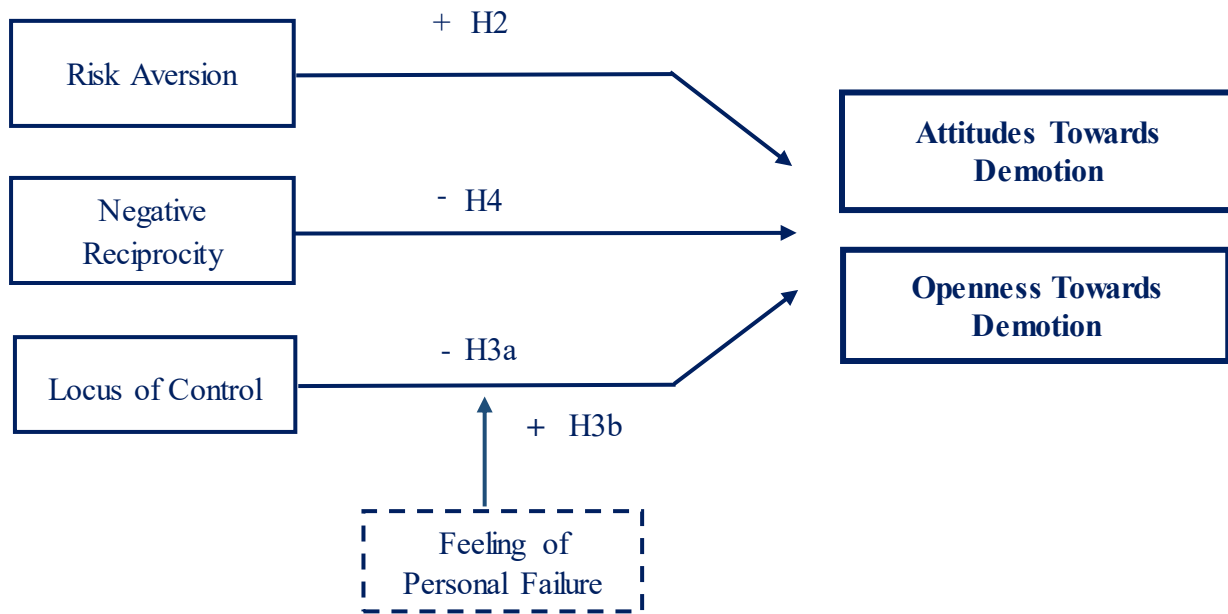 + H2
Risk Aversion
Attitudes Towards
Demotion
- H4
Negative
Reciprocity
Openness Towards
Demotion
- H3a
Locus of Control
+ H3b
Feeling of
Personal Failure